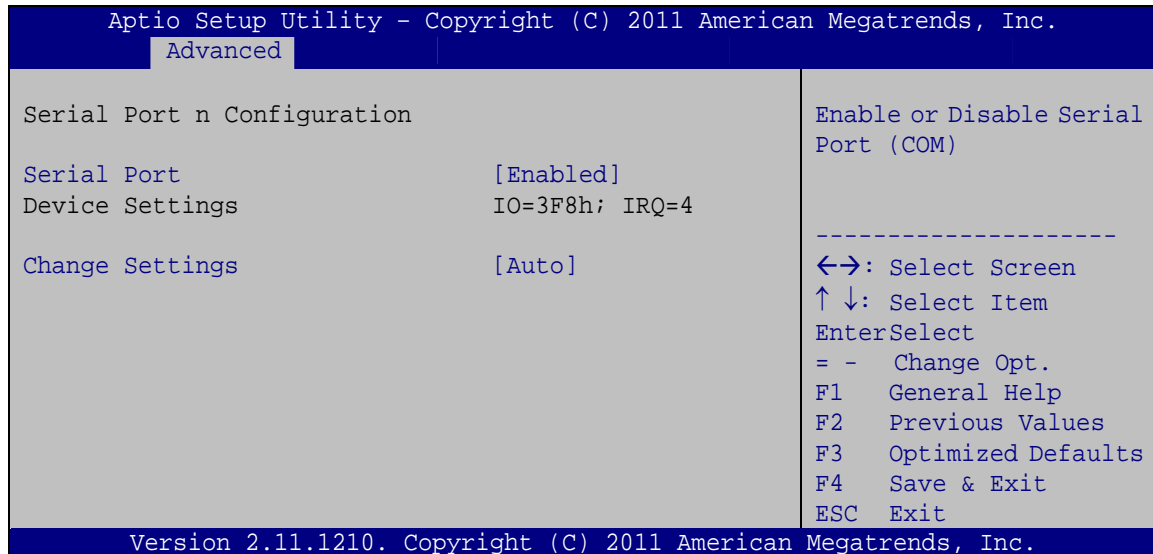 Aptio Setup Utility – Copyright (C) 2011 American Megatrends, Inc.
Advanced
Serial Port n Configuration
Serial Port [Enabled]
Device Settings IO=3F8h; IRQ=4
Change Settings [Auto]
Enable or Disable Serial
Port (COM)
---------------------
←→: Select Screen
↑ ↓: Select Item
EnterSelect
= - Change Opt.
F1 General Help
F2 Previous Values
F3 Optimized Defaults
F4 Save & Exit
ESC Exit
Version 2.11.1210. Copyright (C) 2011 American Megatrends, Inc.